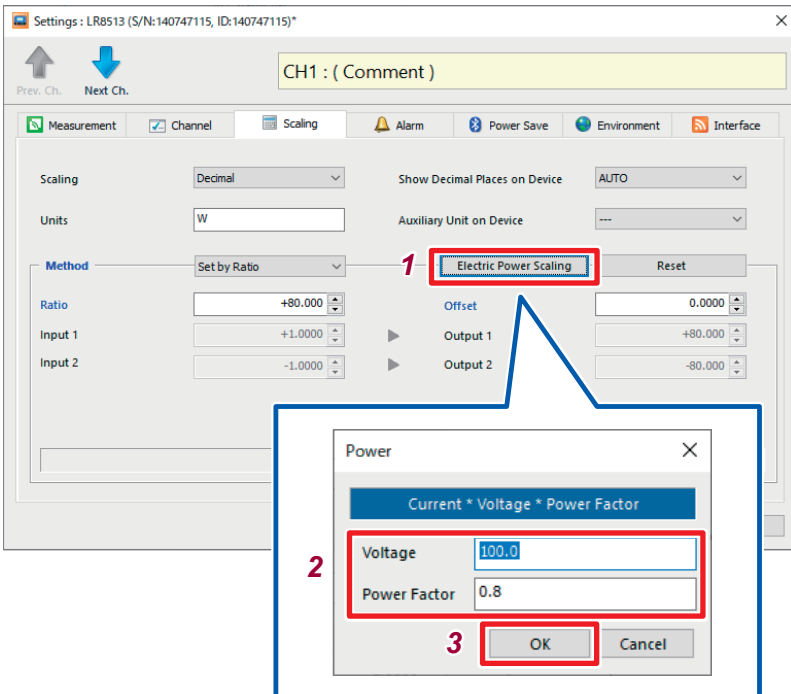 Settings : LR8513 (S/N:140747115, ID:140747115)*
Prev. Ch. Next Ch.
CH1 : ( Comment )
Measurement Channel Scaling Alarm Power Save Environment Interface
Scaling Decimal Show Decimal Places on Device AUTO
Units W Auxiliary Unit on Device ---
Method Set by Ratio 1 Electric Power Scaling Reset
Ratio +80.000 Offset 0.0000
Input 1 +1.0000 Output 1 +80.000
Input 2 -1.0000 Output 2 -80.000
Power
Current * Voltage * Power Factor
2
Voltage 100.0
Power Factor 0.8
3 OK Cancel